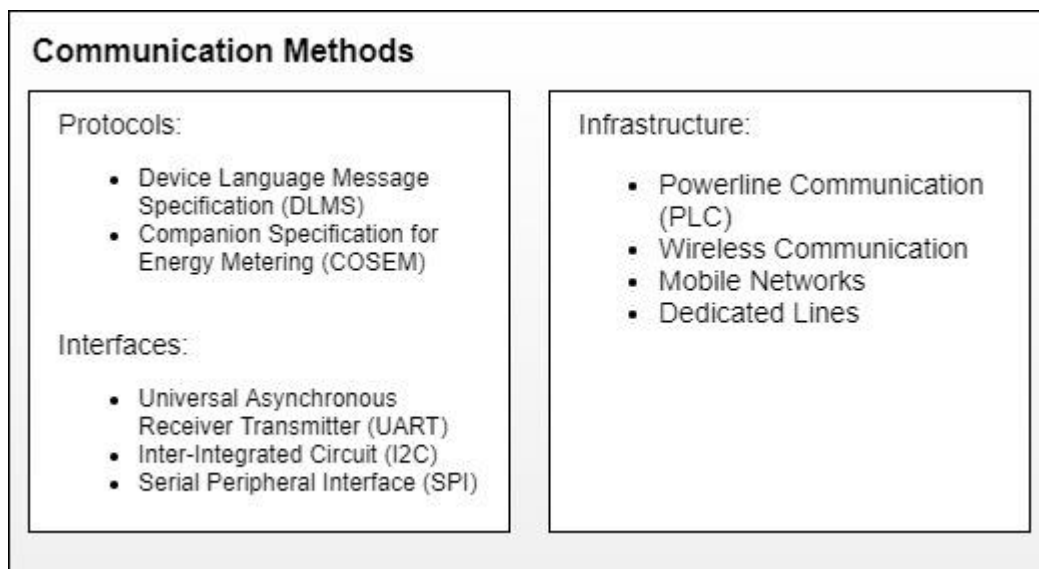 Communication Methods
Protocols:
• Device Language Message
Specification (DLMS)
• Companion Specification for
Energy Metering (COSEM)
Interfaces:
• Universal Asynchronous
Receiver Transmitter (UART)
• Inter-Integrated Circuit (I2C)
• Serial Peripheral Interface (SPI)
Infrastructure:
• Powerline Communication
(PLC)
• Wireless Communication
• Mobile Networks
• Dedicated Lines